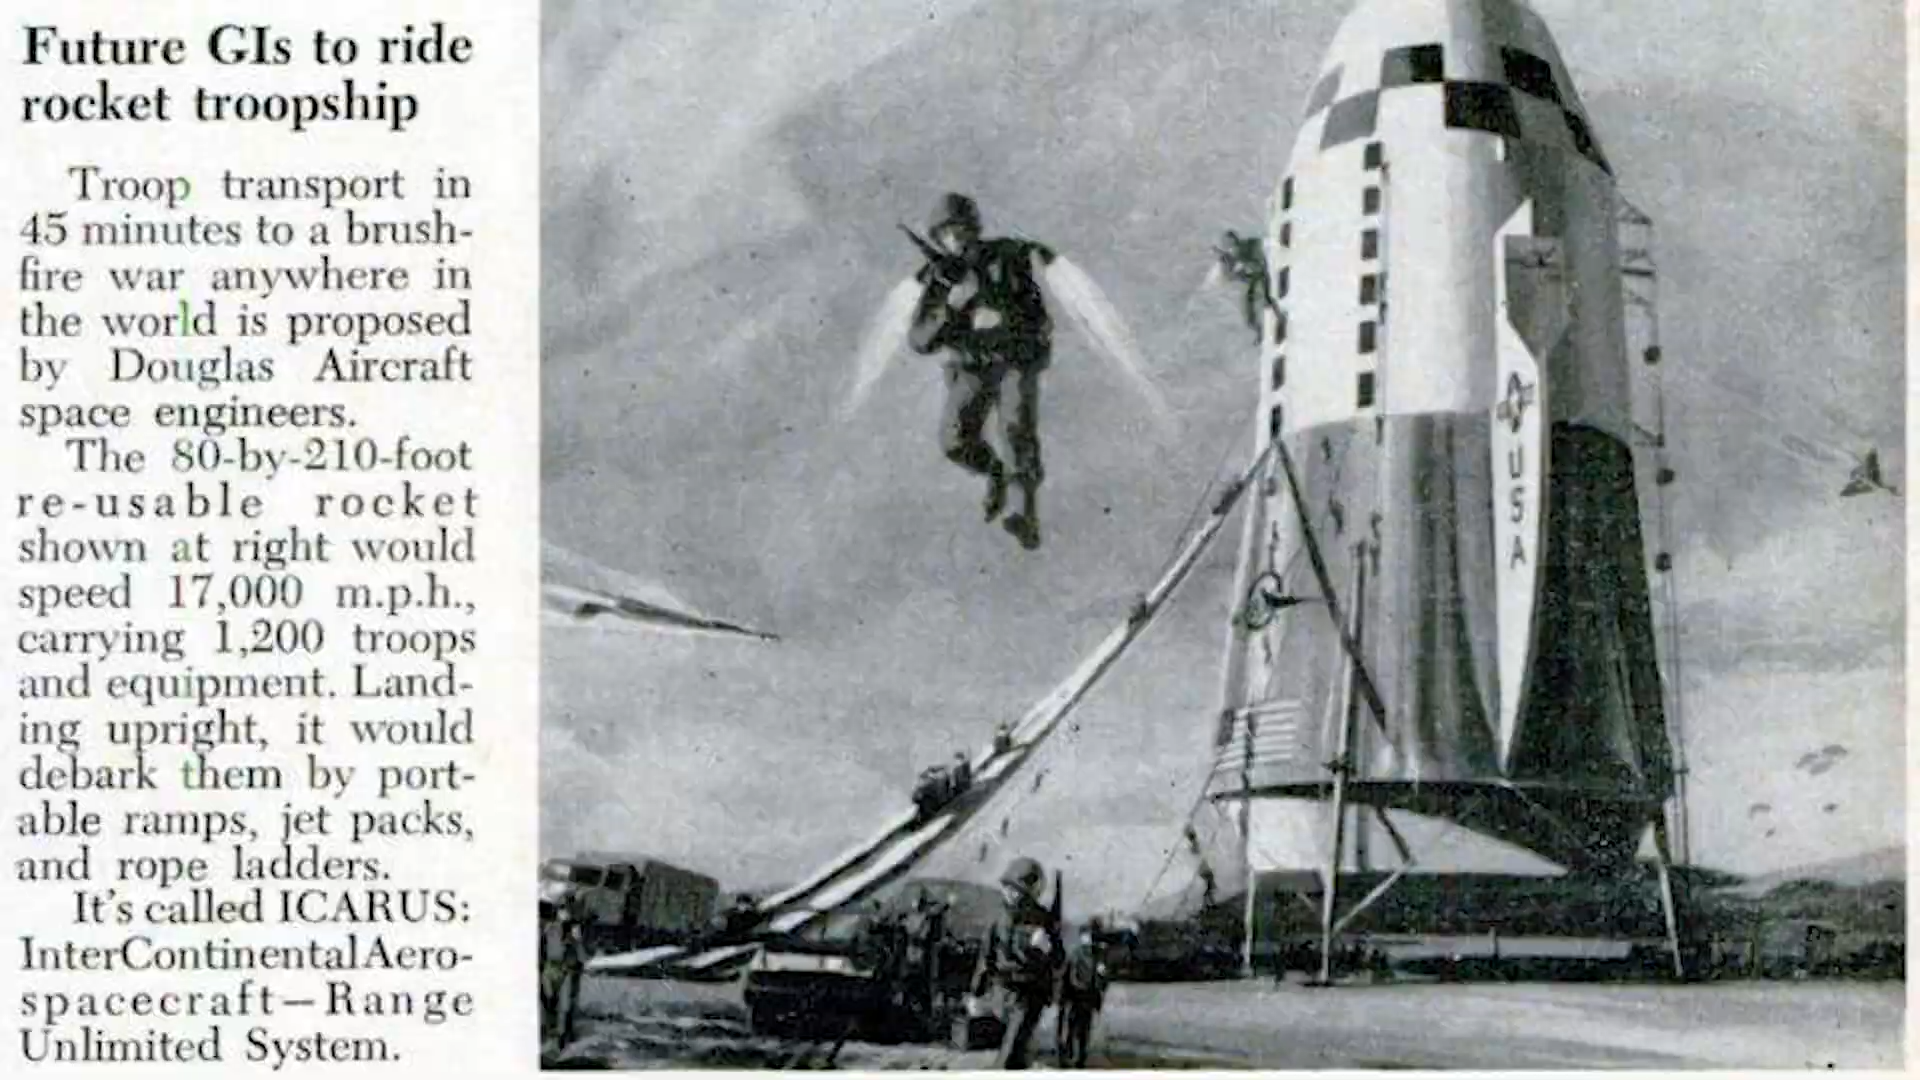 Future GIs to ride
rocket troopship
Troop transport in
45 minutes to a brush-
fire war anywhere in
the world is proposed
by Douglas Aircraft
space engineers.
The 80-by-210-foot
re-usable rocket
shown at right would
speed 17,000 m.p.h.,
carrying 1,200 troops
and equipment. Land-
ing upright, it would
debark them by port-
able ramps, jet packs,
and rope ladders.
It's called ICARUS:
InterContinentalAero-
spacecraft—Range
Unlimited System.
USA